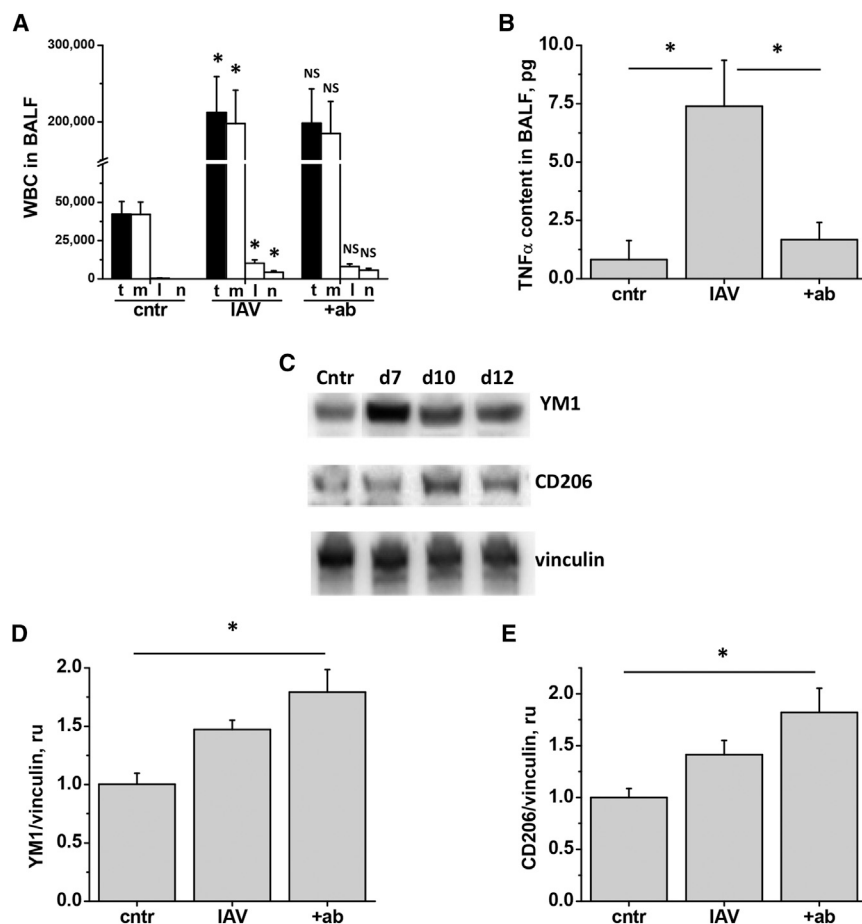 A
WBC in BALF
300,000
200,000
50,000
25,000
0
* * * *
NS NS NS NS
t m l n t m l n t m l n
cntr IAV +ab
B
TNFα content in BALF, pg
10.0
7.5
5.0
2.5
0.0
* *
cntr IAV +ab
C
Cntr d7 d10 d12
YM1
CD206
vinculin
D
YM1/vinculin, ru
2.0
1.5
1.0
0.5
0.0
*
cntr IAV +ab
E
CD206/vinculin, ru
2.0
1.5
1.0
0.5
0.0
*
cntr IAV +ab